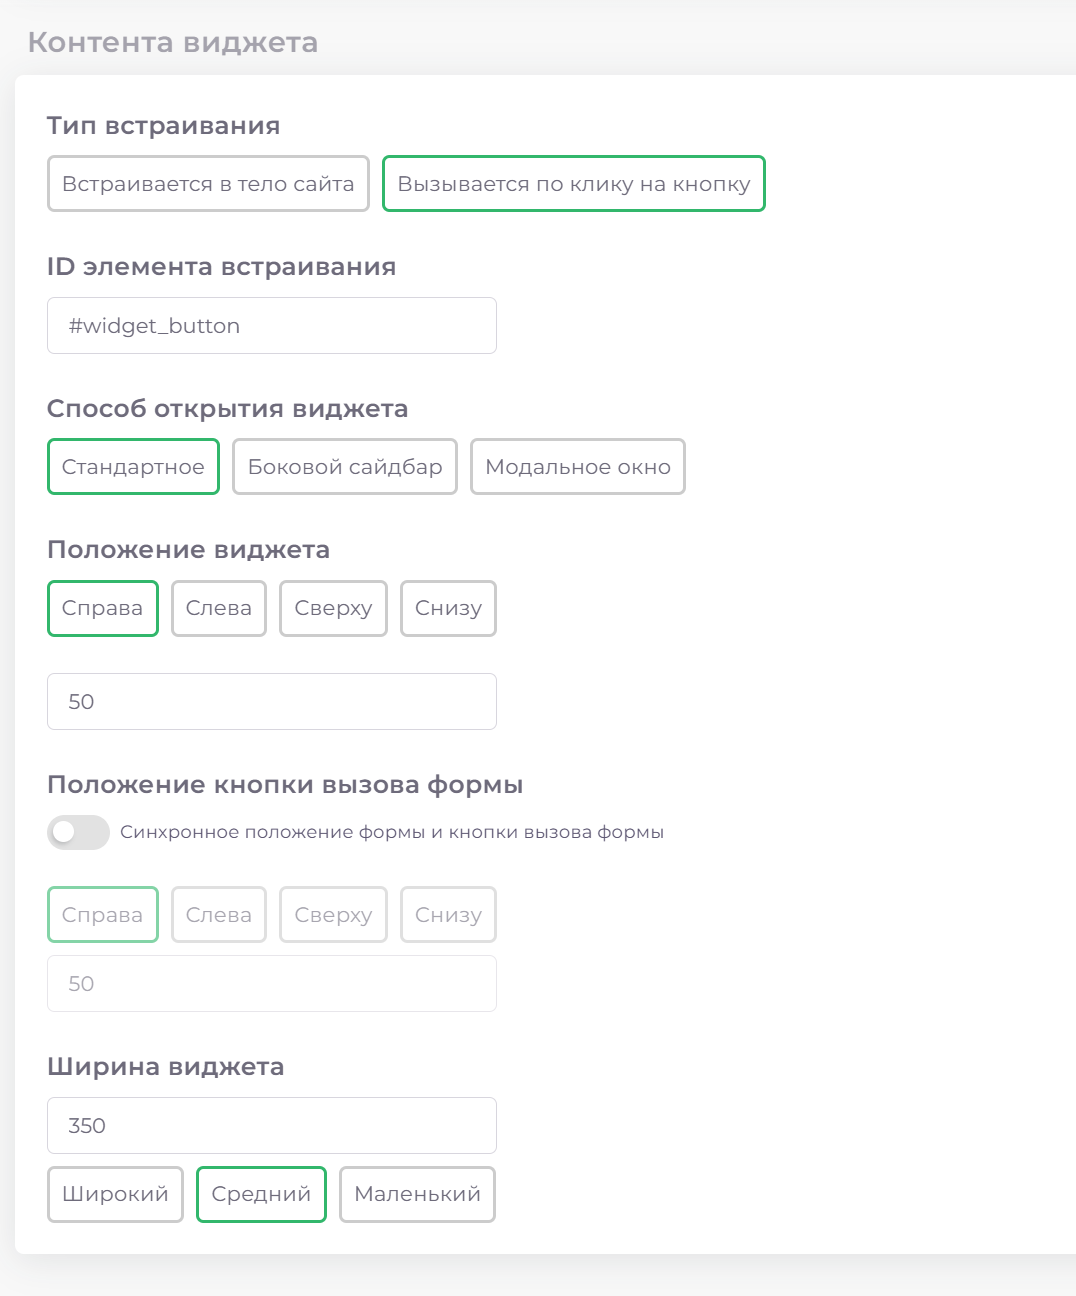 Контента виджета
Тип встраивания
Встраивается в тело сайта Вызывается по клику на кнопку
ID элемента встраивания
#widget_button
Способ открытия виджета
Стандартное Боковой сайдбар Модальное окно
Положение виджета
Справа Слева Сверху Снизу
50
Положение кнопки вызова формы
Синхронное положение формы и кнопки вызова формы
Справа Слева Сверху Снизу
50
Ширина виджета
350
Широкий Средний Маленький